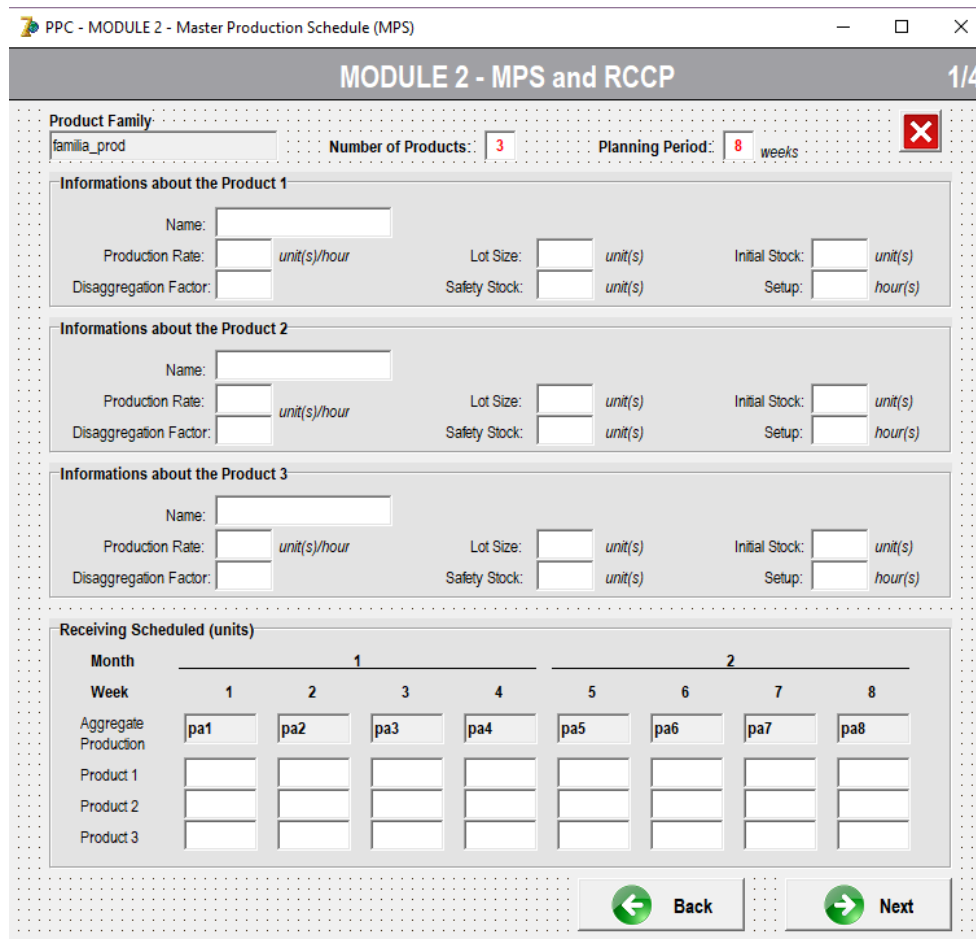 PPC - MODULE 2 - Master Production Schedule (MPS)
MODULE 2 - MPS and RCCP 1/4
Product Family
familia_prod Number of Products: 3 Planning Period: 8 weeks
Informations about the Product 1
Name:
Production Rate: unit(s)/hour Lot Size: unit(s) Initial Stock: unit(s)
Disaggregation Factor: Safety Stock: unit(s) Setup: hour(s)
Informations about the Product 2
Name:
Production Rate: unit(s)/hour Lot Size: unit(s) Initial Stock: unit(s)
Disaggregation Factor: Safety Stock: unit(s) Setup: hour(s)
Informations about the Product 3
Name:
Production Rate: unit(s)/hour Lot Size: unit(s) Initial Stock: unit(s)
Disaggregation Factor: Safety Stock: unit(s) Setup: hour(s)
Receiving Scheduled (units)
Month 1 2
Week 1 2 3 4 5 6 7 8
Aggregate
Production pa1 pa2 pa3 pa4 pa5 pa6 pa7 pa8
Product 1
Product 2
Product 3
Back Next